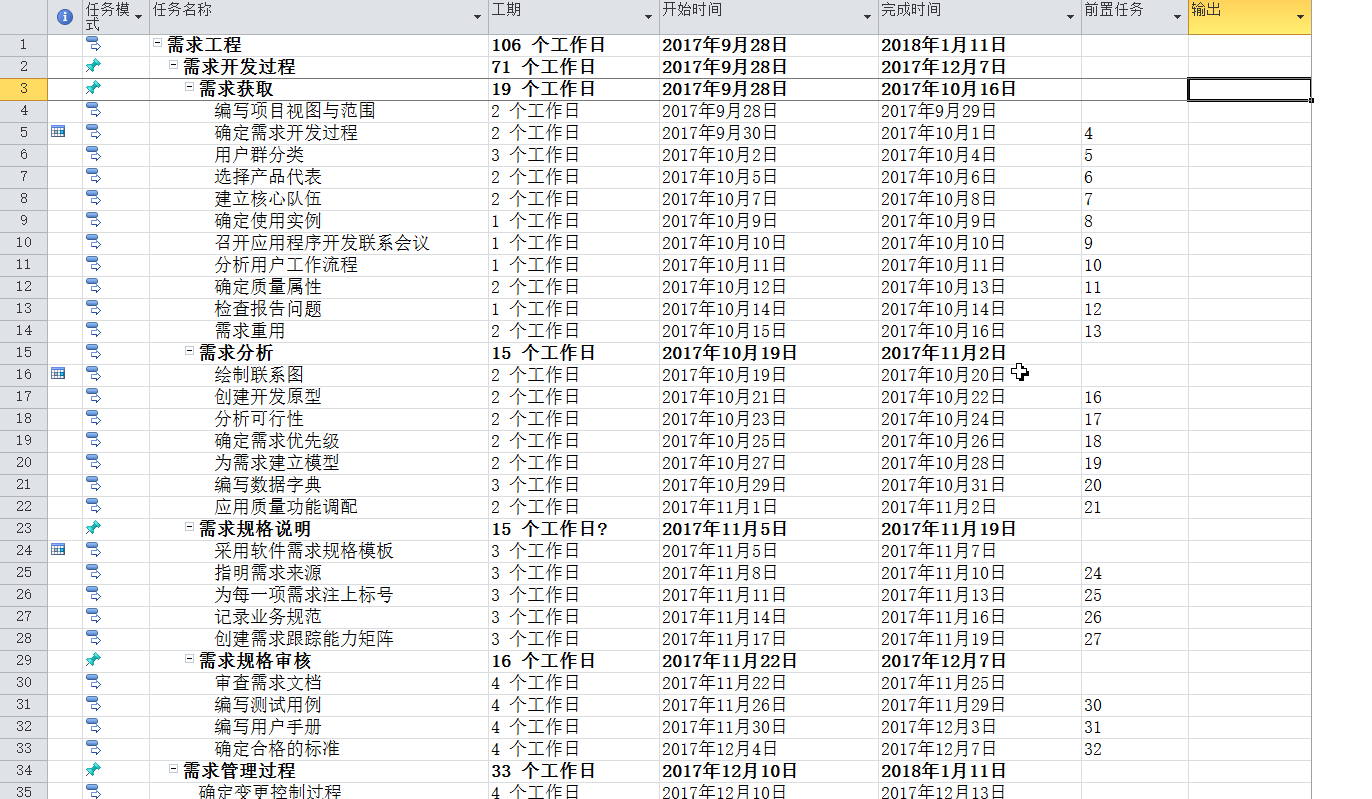 任务模式 任务名称 工期 开始时间 完成时间 前置任务 输出
1 需求工程 106 个工作日 2017年9月28日 2018年1月11日
2 需求开发过程 71 个工作日 2017年9月28日 2017年12月7日
3 需求获取 19 个工作日 2017年9月28日 2017年10月16日
4 编写项目视图与范围 2 个工作日 2017年9月28日 2017年9月29日
5 确定需求开发过程 2 个工作日 2017年9月30日 2017年10月1日 4
6 用户群分类 3 个工作日 2017年10月2日 2017年10月4日 5
7 选择产品代表 2 个工作日 2017年10月5日 2017年10月6日 6
8 建立核心队伍 2 个工作日 2017年10月7日 2017年10月8日 7
9 确定使用实例 1 个工作日 2017年10月9日 2017年10月9日 8
10 召开应用程序开发联系会议 1 个工作日 2017年10月10日 2017年10月10日 9
11 分析用户工作流程 1 个工作日 2017年10月11日 2017年10月11日 10
12 确定质量属性 2 个工作日 2017年10月12日 2017年10月13日 11
13 检查报告问题 1 个工作日 2017年10月14日 2017年10月14日 12
14 需求重用 2 个工作日 2017年10月15日 2017年10月16日 13
15 需求分析 15 个工作日 2017年10月19日 2017年11月2日
16 绘制联系图 2 个工作日 2017年10月19日 2017年10月20日
17 创建开发原型 2 个工作日 2017年10月21日 2017年10月22日 16
18 分析可行性 2 个工作日 2017年10月23日 2017年10月24日 17
19 确定需求优先级 2 个工作日 2017年10月25日 2017年10月26日 18
20 为需求建立模型 2 个工作日 2017年10月27日 2017年10月28日 19
21 编写数据字典 3 个工作日 2017年10月29日 2017年10月31日 20
22 应用质量功能调配 2 个工作日 2017年11月1日 2017年11月2日 21
23 需求规格说明 15 个工作日? 2017年11月5日 2017年11月19日
24 采用软件需求规格模板 3 个工作日 2017年11月5日 2017年11月7日
25 指明需求来源 3 个工作日 2017年11月8日 2017年11月10日 24
26 为每一项需求注上标号 3 个工作日 2017年11月11日 2017年11月13日 25
27 记录业务规范 3 个工作日 2017年11月14日 2017年11月16日 26
28 创建需求跟踪能力矩阵 3 个工作日 2017年11月17日 2017年11月19日 27
29 需求规格审核 16 个工作日 2017年11月22日 2017年12月7日
30 审查需求文档 4 个工作日 2017年11月22日 2017年11月25日
31 编写测试用例 4 个工作日 2017年11月26日 2017年11月29日 30
32 编写用户手册 4 个工作日 2017年11月30日 2017年12月3日 31
33 确定合格的标准 4 个工作日 2017年12月4日 2017年12月7日 32
34 需求管理过程 33 个工作日 2017年12月10日 2018年1月11日
35 确定变更控制过程 4 个工作日 2017年12月10日 2017年12月13日